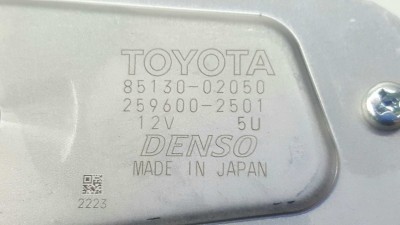 TOYOTA
85130-02050
259600-2501
12V 5U
DENSO
MADE IN JAPAN
2223